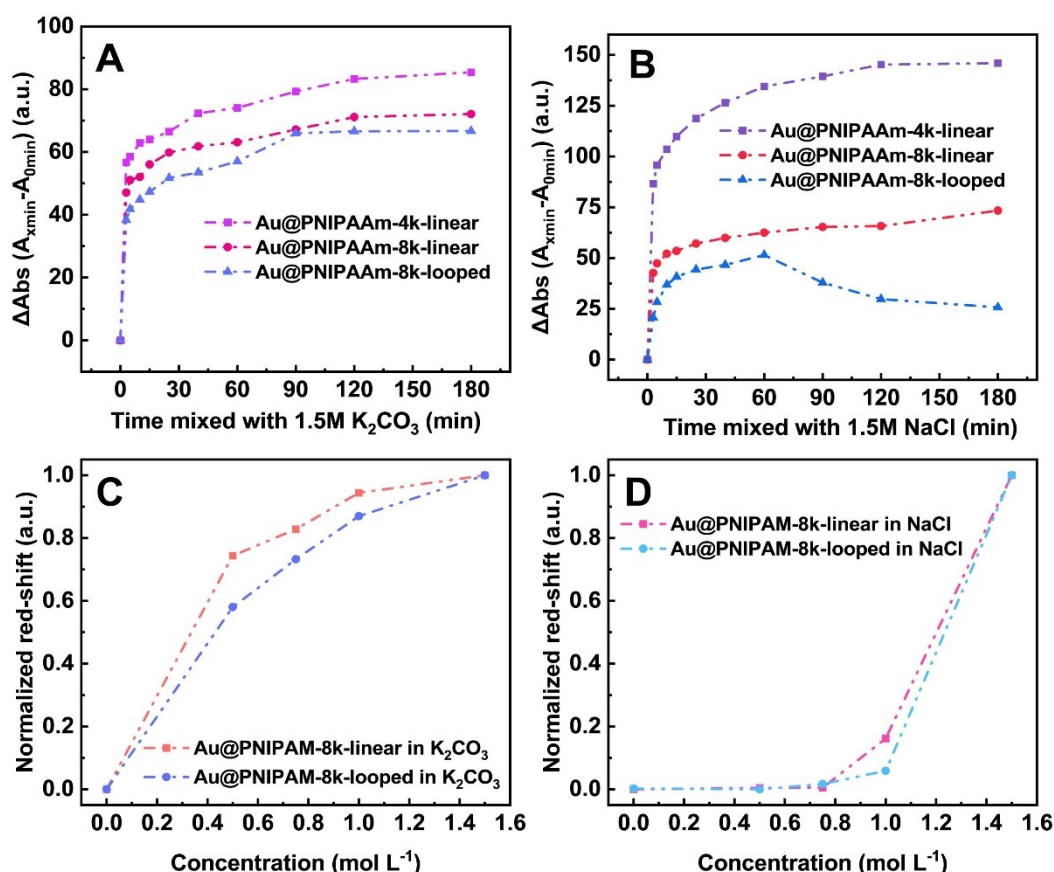 A
ΔAbs (Axmin-A0min) (a.u.)
100
80
60
40
20
0
Au@PNIPAAm-4k-linear
Au@PNIPAAm-8k-linear
Au@PNIPAAm-8k-looped
0 30 60 90 120 150 180
Time mixed with 1.5M K2CO3 (min)
B
ΔAbs (Axmin-A0min) (a.u.)
150
125
100
75
50
25
0
Au@PNIPAAm-4k-linear
Au@PNIPAAm-8k-linear
Au@PNIPAAm-8k-looped
0 30 60 90 120 150 180
Time mixed with 1.5M NaCl (min)
C
Normalized red-shift (a.u.)
1.0
0.8
0.6
0.4
0.2
0.0
Au@PNIPAM-8k-linear in K2CO3
Au@PNIPAM-8k-looped in K2CO3
0.0 0.2 0.4 0.6 0.8 1.0 1.2 1.4 1.6
Concentration (mol L-1)
D
Normalized red-shift (a.u.)
1.0
0.8
0.6
0.4
0.2
0.0
Au@PNIPAM-8k-linear in NaCl
Au@PNIPAM-8k-looped in NaCl
0.0 0.2 0.4 0.6 0.8 1.0 1.2 1.4 1.6
Concentration (mol L-1)